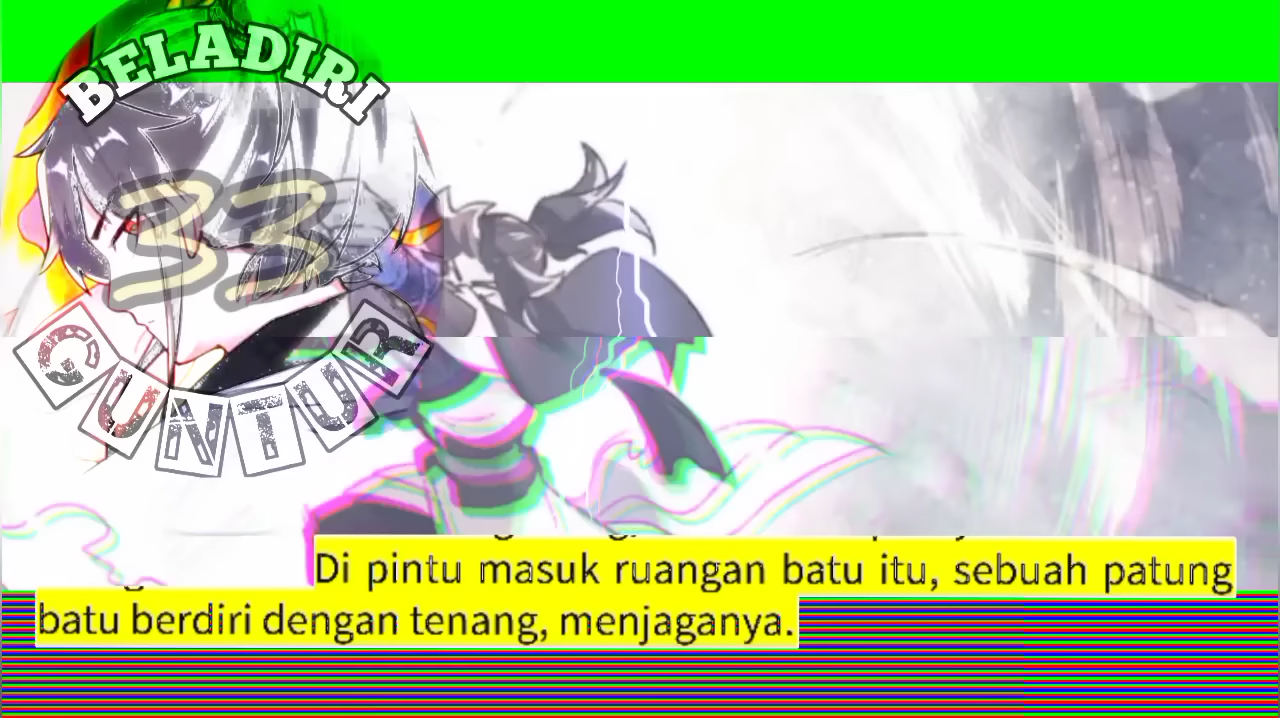 BELADIRI
33
GUNTUR
Di pintu masuk ruangan batu itu, sebuah patung
batu berdiri dengan tenang, menjaganya.